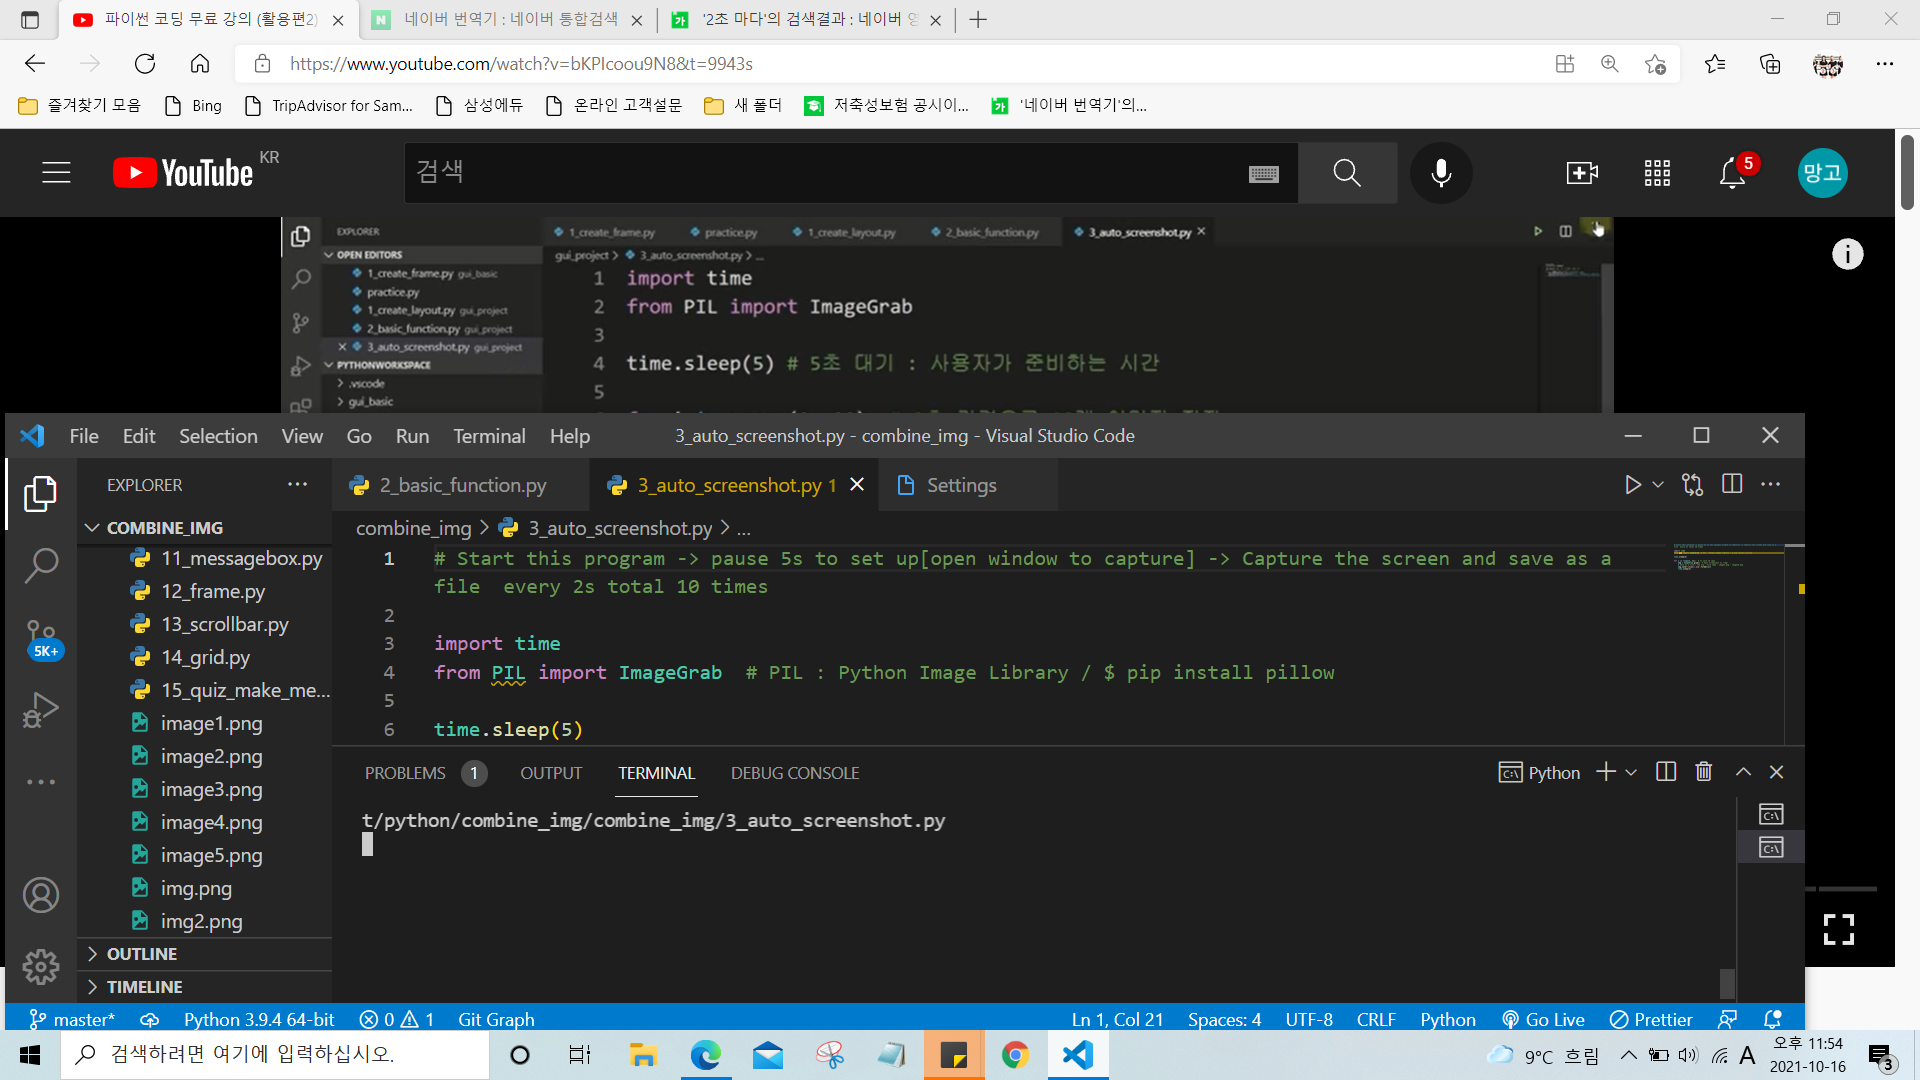 파이썬 코딩 무료 강의 (활용편2)
네이버 번역기 : 네이버 통합검색
'2초 마다'의 검색결과 : 네이버 영
https://www.youtube.com/watch?v=bKPIcoou9N8&t=9943s
즐겨찾기 모음
Bing
TripAdvisor for Sam...
삼성에듀
온라인 고객설문
새 폴더
저축성보험 공시이...
'네이버 번역기'의...
YouTube KR
검색
5
망고
EXPLORER
1_create_frame.py
practice.py
1_create_layout.py
2_basic_function.py
3_auto_screenshot.py
OPEN EDITORS
gui_project > 3_auto_screenshot.py > ...
1_create_frame.py gui_basic
practice.py
1_create_layout.py gui_project
2_basic_function.py gui_project
3_auto_screenshot.py gui_project
PYTHONWORKSPACE
.vscode
gui_basic
1 import time
2 from PIL import ImageGrab
3
4 time.sleep(5) # 5초 대기 : 사용자가 준비하는 시간
5
File Edit Selection View Go Run Terminal Help
3_auto_screenshot.py - combine_img - Visual Studio Code
EXPLORER
2_basic_function.py
3_auto_screenshot.py 1
Settings
COMBINE_IMG
combine_img > 3_auto_screenshot.py > ...
11_messagebox.py
12_frame.py
13_scrollbar.py
14_grid.py
15_quiz_make_me...
image1.png
image2.png
image3.png
image4.png
image5.png
img.png
img2.png
OUTLINE
TIMELINE
5K+
1 # Start this program -> pause 5s to set up[open window to capture] -> Capture the screen and save as a
file  every 2s total 10 times
2
3 import time
4 from PIL import ImageGrab  # PIL : Python Image Library / $ pip install pillow
5
6 time.sleep(5)
PROBLEMS 1 OUTPUT TERMINAL DEBUG CONSOLE
Python
t/python/combine_img/combine_img/3_auto_screenshot.py
master*
Python 3.9.4 64-bit
0 1
Git Graph
Ln 1, Col 21
Spaces: 4
UTF-8
CRLF
Python
Go Live
Prettier
검색하려면 여기에 입력하십시오.
9°C 흐림
A
오후 11:54
2021-10-16
3